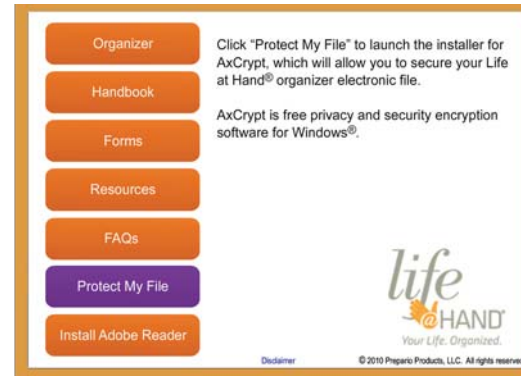 Organizer
Handbook
Forms
Resources
FAQs
Protect My File
Install Adobe Reader
Click “Protect My File” to launch the installer for
AxCrypt, which will allow you to secure your Life
at Hand® organizer electronic file.
AxCrypt is free privacy and security encryption
software for Windows®.
life
@HAND®
Your Life. Organized.
Disclaimer
© 2010 Prepario Products, LLC. All rights reserve